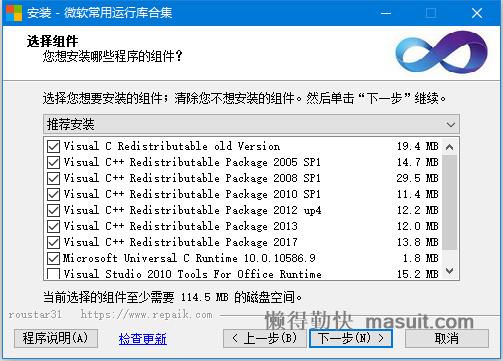 安装 - 微软常用运行库合集
选择组件
您想安装哪些程序的组件？
选择您想要安装的组件；清除您不想安装的组件。然后单击“下一步”继续。
推荐安装
Visual C Redistributable old Version 19.4 MB
Visual C++ Redistributable Package 2005 SP1 14.7 MB
Visual C++ Redistributable Package 2008 SP1 29.5 MB
Visual C++ Redistributable Package 2010 SP1 11.4 MB
Visual C++ Redistributable Package 2012 up4 12.2 MB
Visual C++ Redistributable Package 2013 12.0 MB
Visual C++ Redistributable Package 2017 13.8 MB
Microsoft Universal C Runtime 10.0.10586.9 1.8 MB
Visual Studio 2010 Tools For Office Runtime 15.2 MB
当前选择的组件至少需要 114.5 MB 的磁盘空间。
roustar31 https://www.repaik.com
懒得勤快 masuit.com
程序说明(A) 检查更新 < 上一步(B) 下一步(N) > 取消